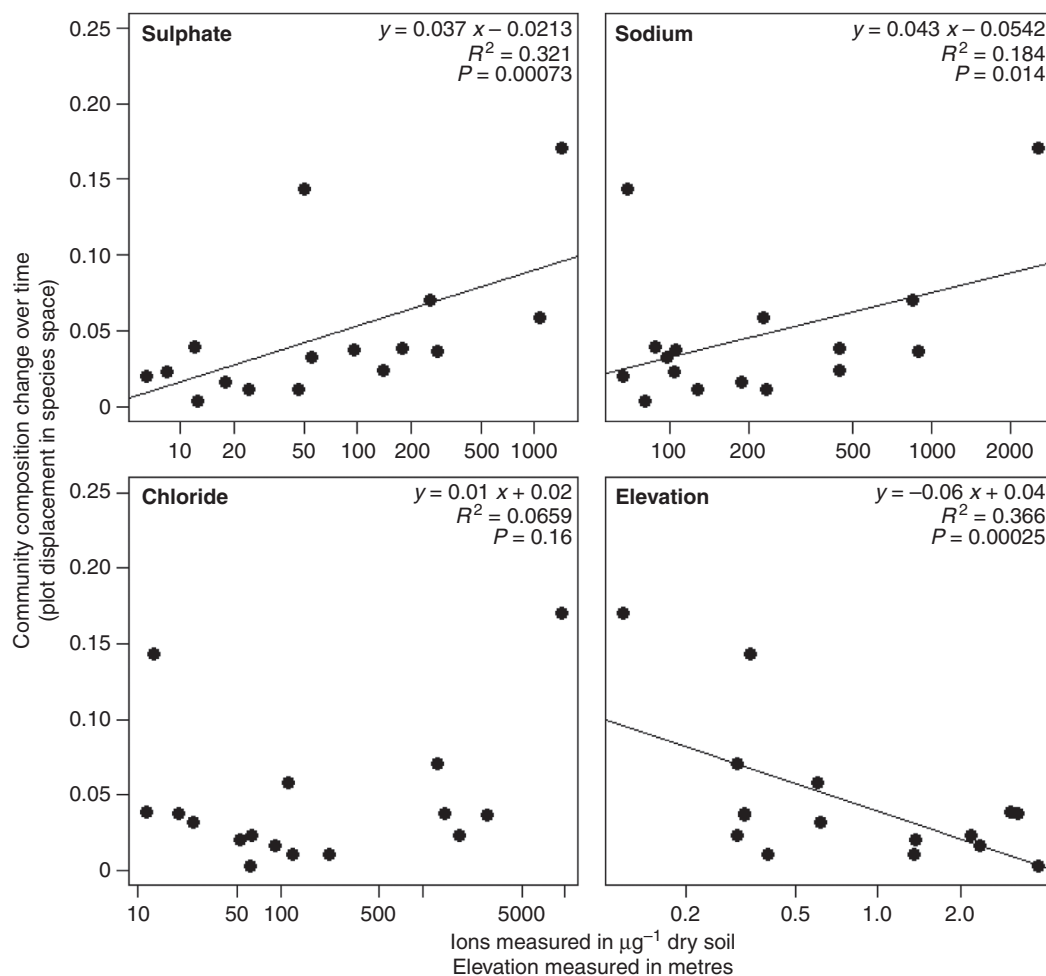 Community composition change over time
(plot displacement in species space)
Sulphate
y = 0.037 x – 0.0213
R² = 0.321
P = 0.00073
0.25
0.20
0.15
0.10
0.05
0
10 20 50 100 200 500 1000
Sodium
y = 0.043 x – 0.0542
R² = 0.184
P = 0.014
100 200 500 1000 2000
Chloride
y = 0.01 x + 0.02
R² = 0.0659
P = 0.16
0.25
0.20
0.15
0.10
0.05
0
10 50 100 500 5000
Elevation
y = –0.06 x + 0.04
R² = 0.366
P = 0.00025
0.2 0.5 1.0 2.0
Ions measured in μg⁻¹ dry soil
Elevation measured in metres